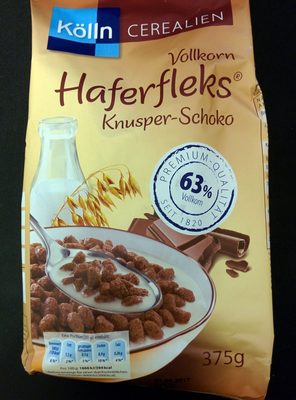 Kölln CEREALIEN
Vollkorn
Haferfleks®
Knusper-Schoko
PREMIUM-QUALITÄT
63%
Vollkorn
SEIT 1820
375g